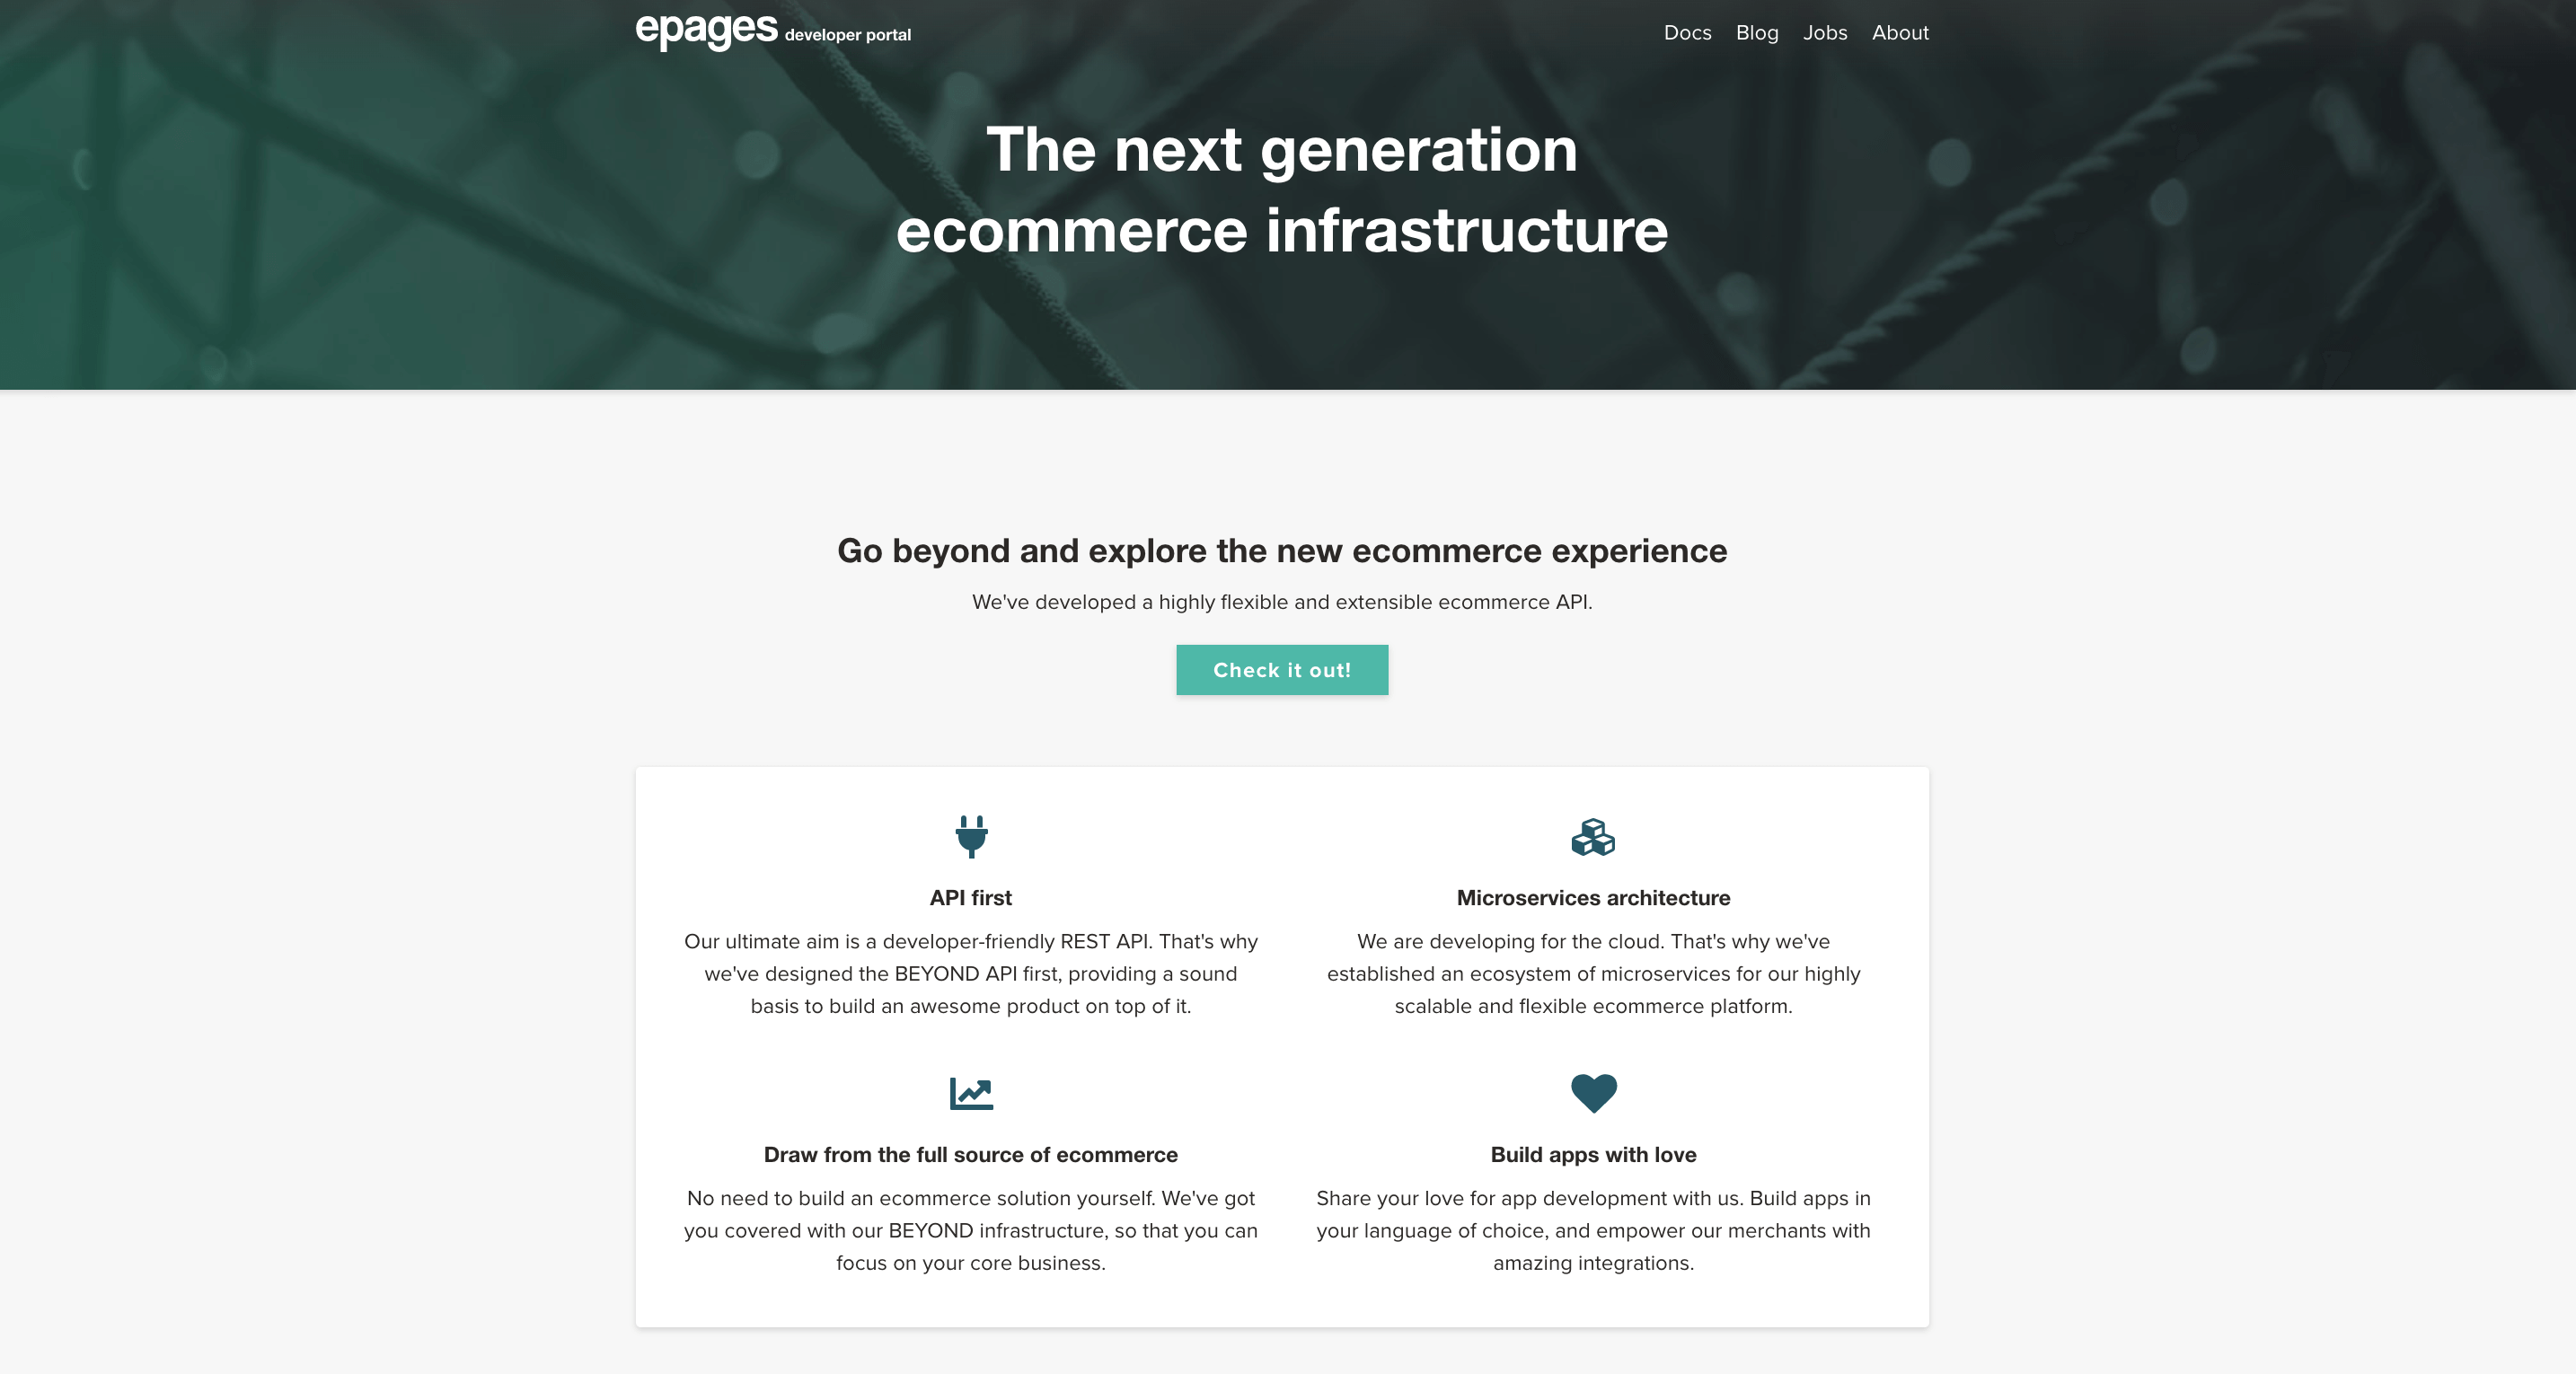 epages developer portal
Docs Blog Jobs About
The next generation
ecommerce infrastructure
Go beyond and explore the new ecommerce experience
We've developed a highly flexible and extensible ecommerce API.
Check it out!
API first
Our ultimate aim is a developer-friendly REST API. That's why
we've designed the BEYOND API first, providing a sound
basis to build an awesome product on top of it.
Microservices architecture
We are developing for the cloud. That's why we've
established an ecosystem of microservices for our highly
scalable and flexible ecommerce platform.
Draw from the full source of ecommerce
No need to build an ecommerce solution yourself. We've got
you covered with our BEYOND infrastructure, so that you can
focus on your core business.
Build apps with love
Share your love for app development with us. Build apps in
your language of choice, and empower our merchants with
amazing integrations.